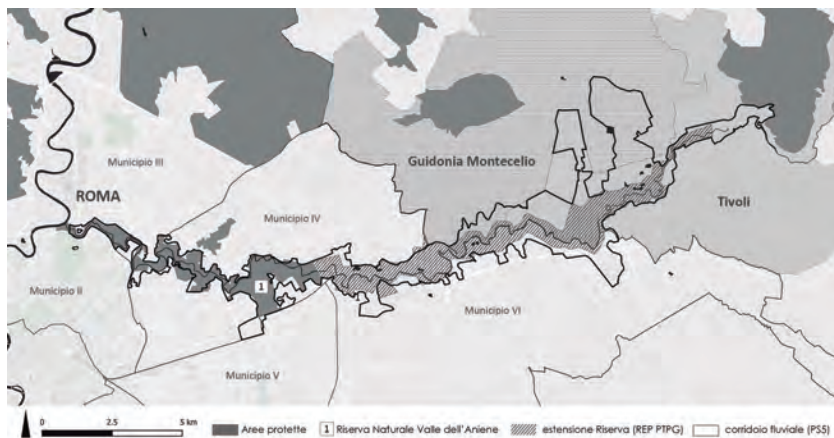 Municipio III
Guidonia Montecelio
ROMA
Municipio IV
Tivoli
Municipio II
1
Municipio VI
Municipio V
0 2.5 5 km Aree protette 1 Riserva Naturale Valle dell'Aniene estensione Riserva (REP PTPG) corridoio fluviale (PS5)